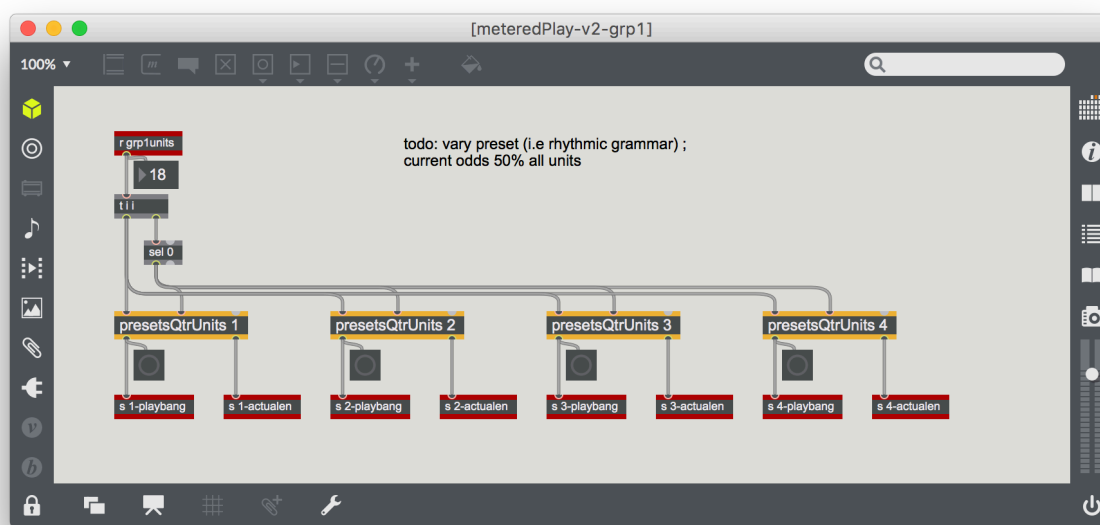 [meteredPlay-v2-grp1]
100% ▼
r grp1units
todo: vary preset (i.e rhythmic grammar) ;
current odds 50% all units
18
t i i
sel 0
presetsQtrUnits 1
presetsQtrUnits 2
presetsQtrUnits 3
presetsQtrUnits 4
s 1-playbang
s 1-actualen
s 2-playbang
s 2-actualen
s 3-playbang
s 3-actualen
s 4-playbang
s 4-actualen